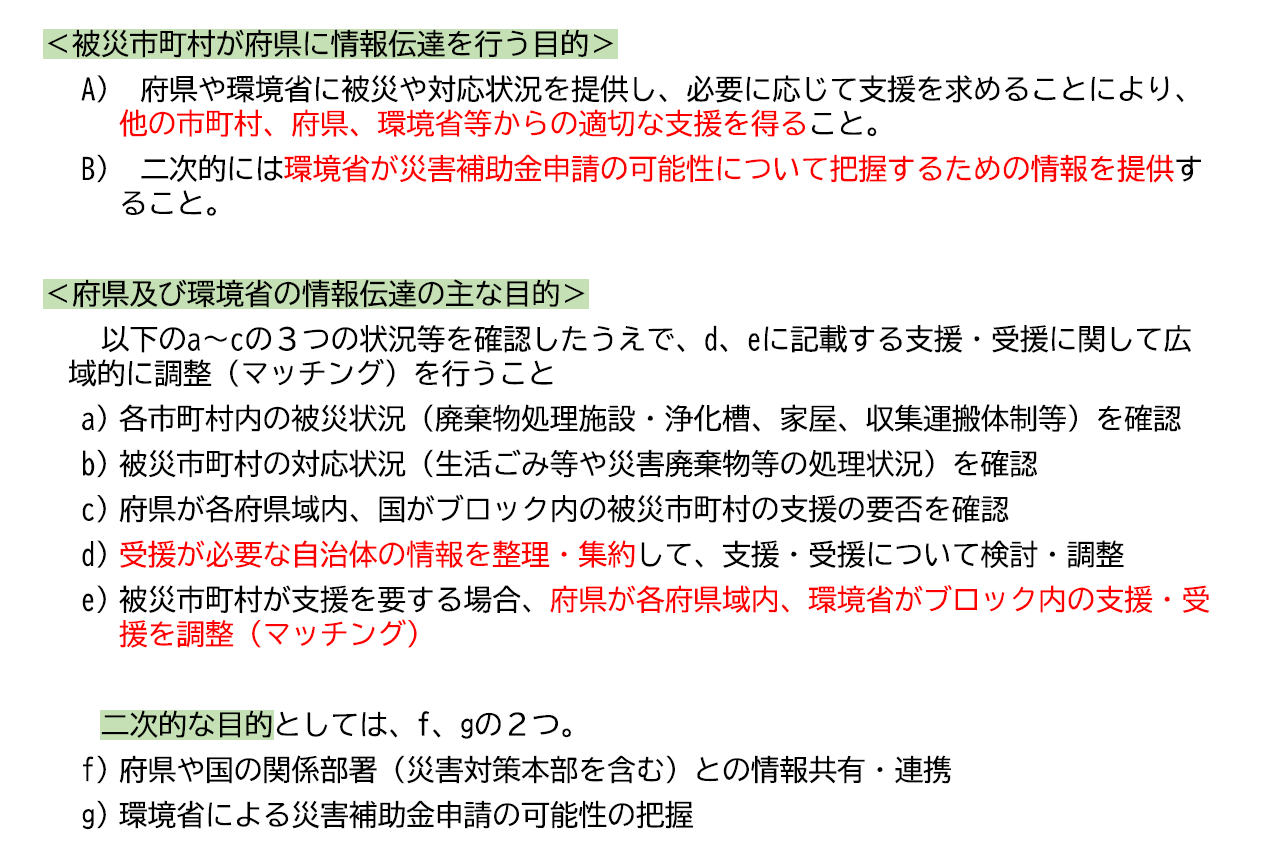 ＜被災市町村が府県に情報伝達を行う目的＞
A） 府県や環境省に被災や対応状況を提供し、必要に応じて支援を求めることにより、
他の市町村、府県、環境省等からの適切な支援を得ること。
B） 二次的には環境省が災害補助金申請の可能性について把握するための情報を提供す
ること。
＜府県及び環境省の情報伝達の主な目的＞
以下のa～cの３つの状況等を確認したうえで、d、eに記載する支援・受援に関して広
域的に調整（マッチング）を行うこと
a）各市町村内の被災状況（廃棄物処理施設・浄化槽、家屋、収集運搬体制等）を確認
b）被災市町村の対応状況（生活ごみ等や災害廃棄物等の処理状況）を確認
c）府県が各府県域内、国がブロック内の被災市町村の支援の要否を確認
d）受援が必要な自治体の情報を整理・集約して、支援・受援について検討・調整
e）被災市町村が支援を要する場合、府県が各府県域内、環境省がブロック内の支援・受
援を調整（マッチング）
二次的な目的としては、f、gの２つ。
f）府県や国の関係部署（災害対策本部を含む）との情報共有・連携
g）環境省による災害補助金申請の可能性の把握